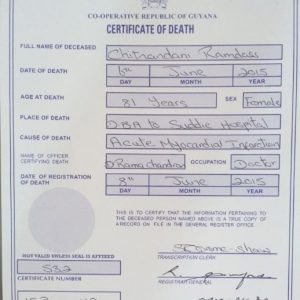 CO-OPERATIVE REPUBLIC OF GUYANA
CERTIFICATE OF DEATH
FULL NAME OF DECEASED Chitrandani Ramdass
DATE OF DEATH 6th June 2015
DAY MONTH YEAR
AGE AT DEATH 81 Years SEX Female
PLACE OF DEATH DBA to Suddie Hospital
CAUSE OF DEATH Acute Myocardial Infarction
NAME OF OFFICER CERTIFYING DEATH D Ramachandra OCCUPATION Doctor
DATE OF REGISTRATION OF DEATH 8th June 2015
DAY MONTH YEAR
THIS IS TO CERTIFY THAT THE INFORMATION PERTAINING TO
THE DECEASED PERSON NAMED ABOVE IS A TRUE COPY OF
A RECORD ON FILE IN THE GENERAL REGISTER OFFICE
NOT VALID UNLESS SEAL IS AFFIXED
TRANSCRIPTION CLERK
532
CERTIFICATE NUMBER